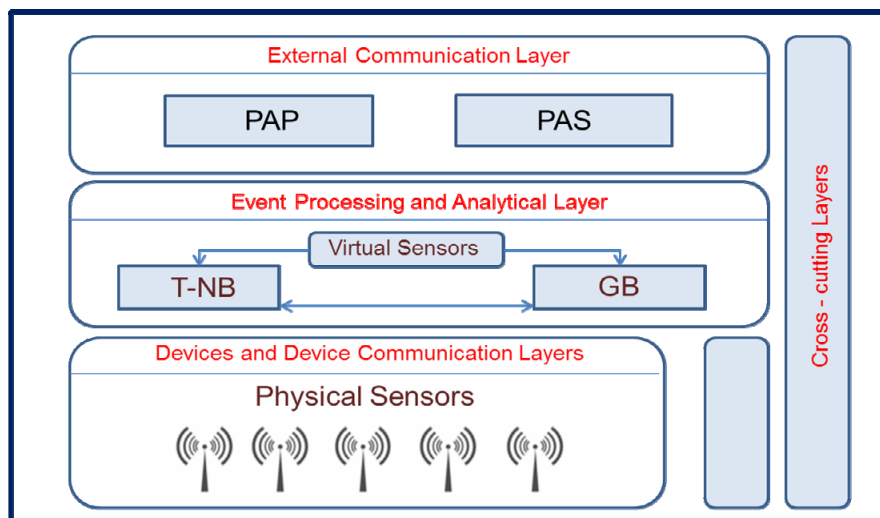 External Communication Layer
PAP
PAS
Event Processing and Analytical Layer
Virtual Sensors
T-NB
GB
Devices and Device Communication Layers
Physical Sensors
Cross - cutting Layers